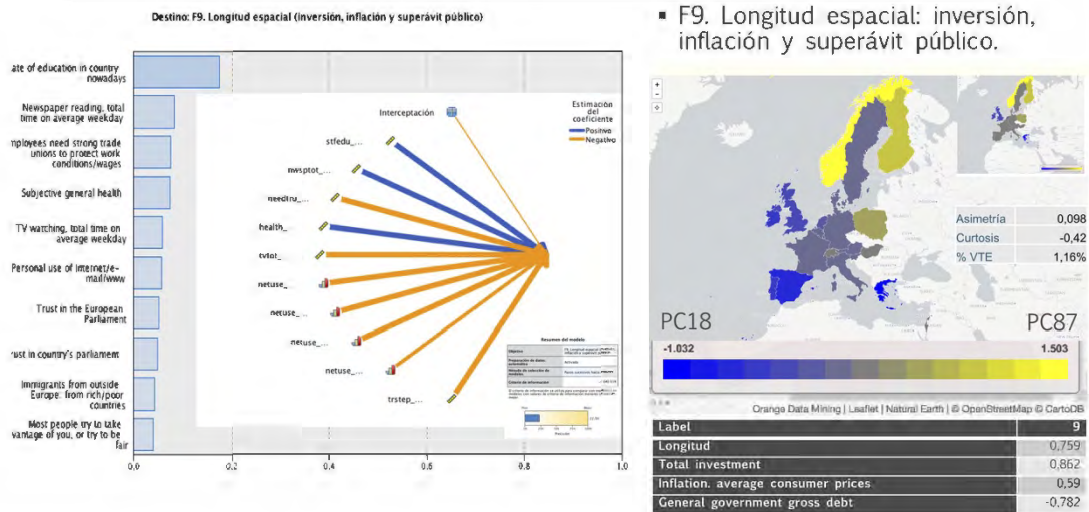 Destino: F9. Longitud espacial (inversión, inflación y superávit público)
ate of education in country
nowadays
Newspaper reading, total
time on average weekday
mployees need strong trade
unions to protect work
conditions/wages
Subjective general health
TV watching, total time on
average weekday
Personal use of Internet/e-
mail/www
Trust in the European
Parliament
rust in country's parliament
Immigrants from outside
Europe: from rich/poor
countries
Most people try to take
vantage of you, or try to be
fair
0,0
0,2
0,4
0,6
0,8
1,0
Interceptación
stfedu_...
nwsptot_...
needtru_...
health_
tvtot_
netuse_...
netuse_...
netuse_...
netuse_...
trstep_...
Estimación
del
coeficiente
Positivo
Negativo
Resumen del modelo
▪ F9. Longitud espacial: inversión,
inflación y superávit público.
+
-
Asimetría 0,098
Curtosis -0,42
% VTE 1,16%
PC18
PC87
-1.032
1.503
Orange Data Mining | Leaflet | Natural Earth | © OpenStreetMap © CartoDB
Label 9
Longitud 0,759
Total investment 0,862
Inflation. average consumer prices 0,59
General government gross debt -0,782